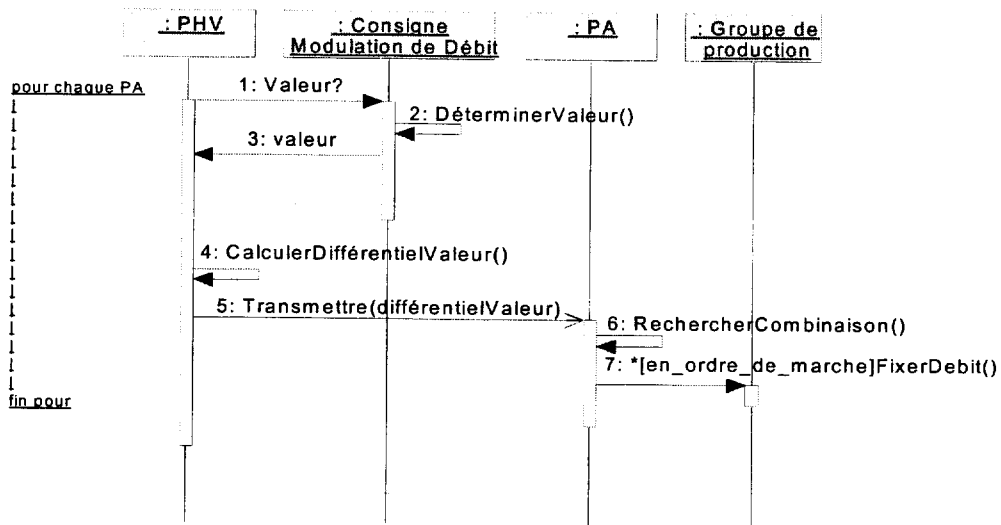 : PHV
: Consigne
Modulation de Débit
: PA
: Groupe de
production
pour chaque PA
1: Valeur?
2: DéterminerValeur()
3: valeur
4: CalculerDifférentielValeur()
5: Transmettre(différentielValeur)
6: RechercherCombinaison()
7: *[en_ordre_de_marche]FixerDebit()
fin pour